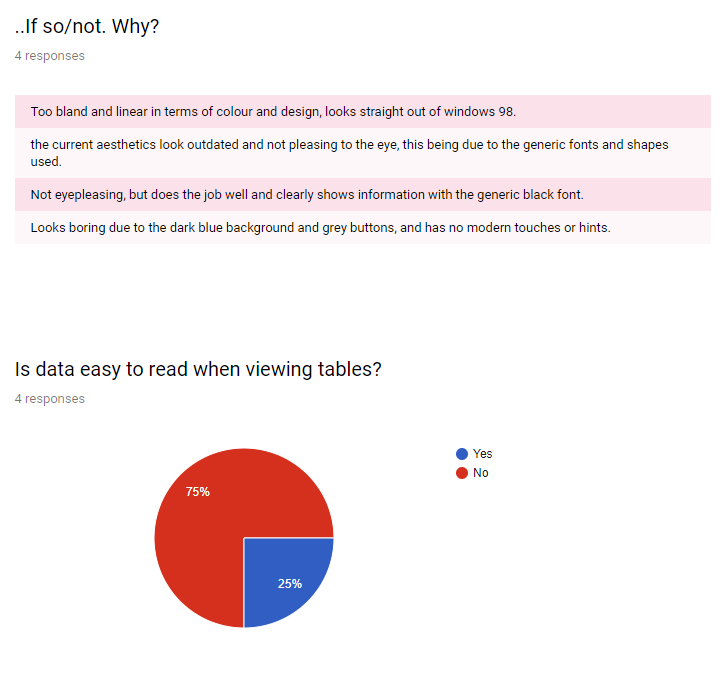 ..If so/not. Why?
4 responses
Too bland and linear in terms of colour and design, looks straight out of windows 98.
the current aesthetics look outdated and not pleasing to the eye, this being due to the generic fonts and shapes
used.
Not eyepleasing, but does the job well and clearly shows information with the generic black font.
Looks boring due to the dark blue background and grey buttons, and has no modern touches or hints.
Is data easy to read when viewing tables?
4 responses
Yes
No
75%
25%